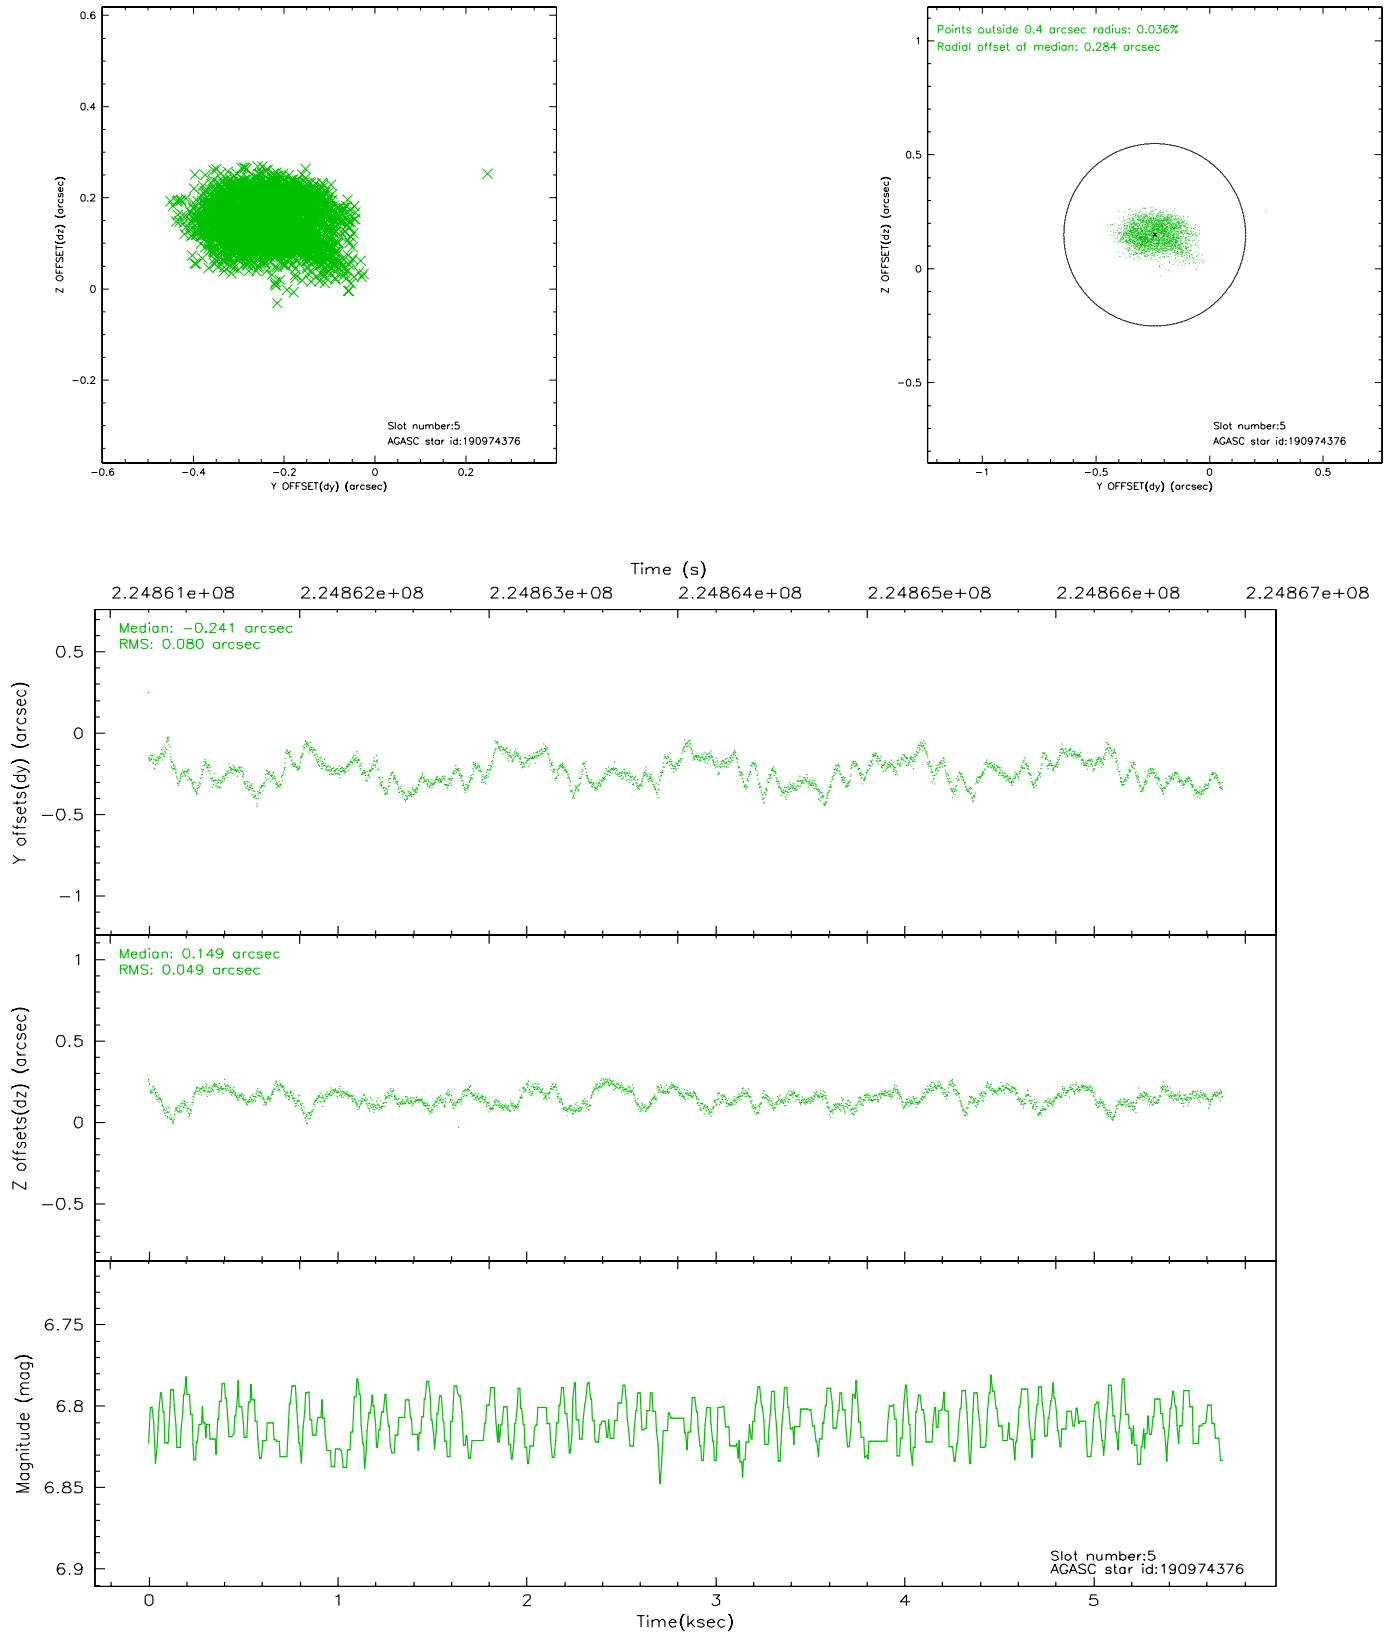 0.6
0.4
0.2
0
−0.2
Z OFFSET(dz) (arcsec)
Slot number:5
AGASC star id:190974376
−0.6
−0.4
−0.2
0
0.2
Y OFFSET(dy) (arcsec)
Points outside 0.4 arcsec radius: 0.036%
Radial offset of median: 0.284 arcsec
1
0.5
0
−0.5
Z OFFSET(dz) (arcsec)
Slot number:5
AGASC star id:190974376
−1
−0.5
0
0.5
Y OFFSET(dy) (arcsec)
Time (s)
2.24861e+08
2.24862e+08
2.24863e+08
2.24864e+08
2.24865e+08
2.24866e+08
2.24867e+08
Median: −0.241 arcsec
RMS: 0.080 arcsec
0.5
0
−0.5
−1
Y offsets(dy) (arcsec)
Median: 0.149 arcsec
RMS: 0.049 arcsec
1
0.5
0
−0.5
Z offsets(dz) (arcsec)
6.75
6.8
6.85
6.9
Magnitude (mag)
Slot number:5
AGASC star id:190974376
0
1
2
3
4
5
Time(ksec)